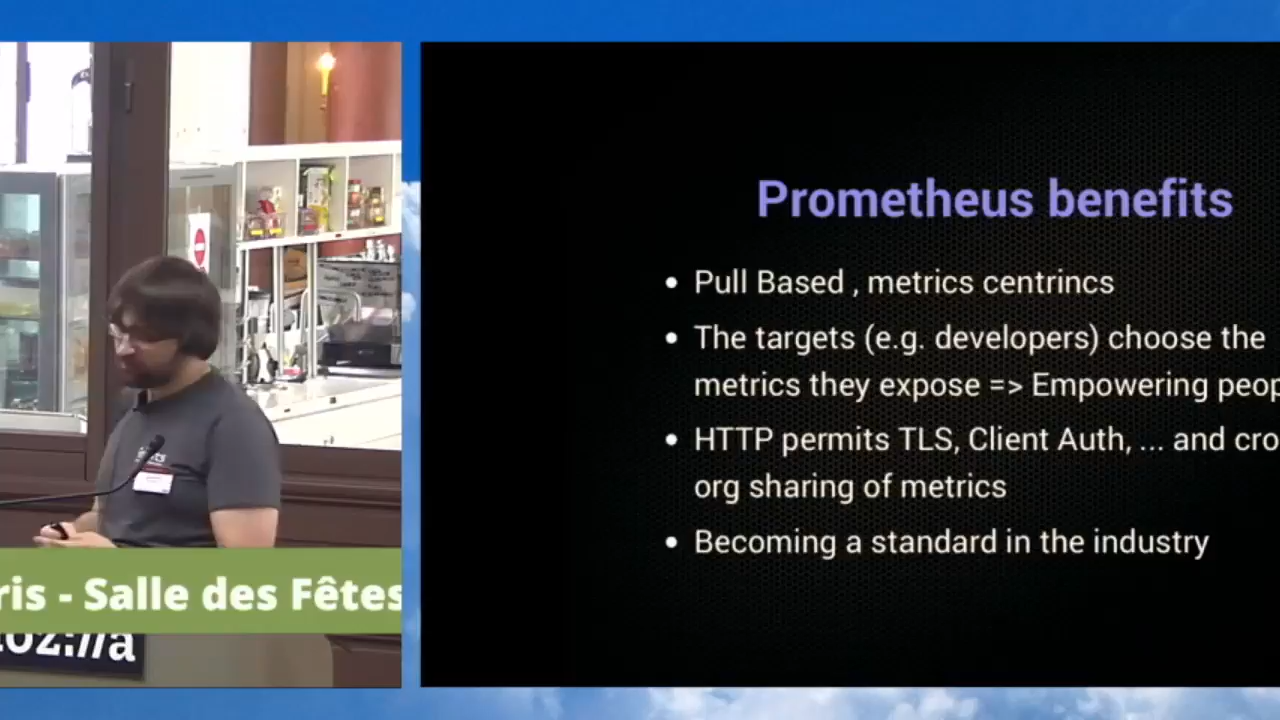 Prometheus benefits
• Pull Based , metrics centrincs
• The targets (e.g. developers) choose the
metrics they expose => Empowering peop
• HTTP permits TLS, Client Auth, ... and cro
org sharing of metrics
• Becoming a standard in the industry
ris - Salle des Fêtes
oz://a